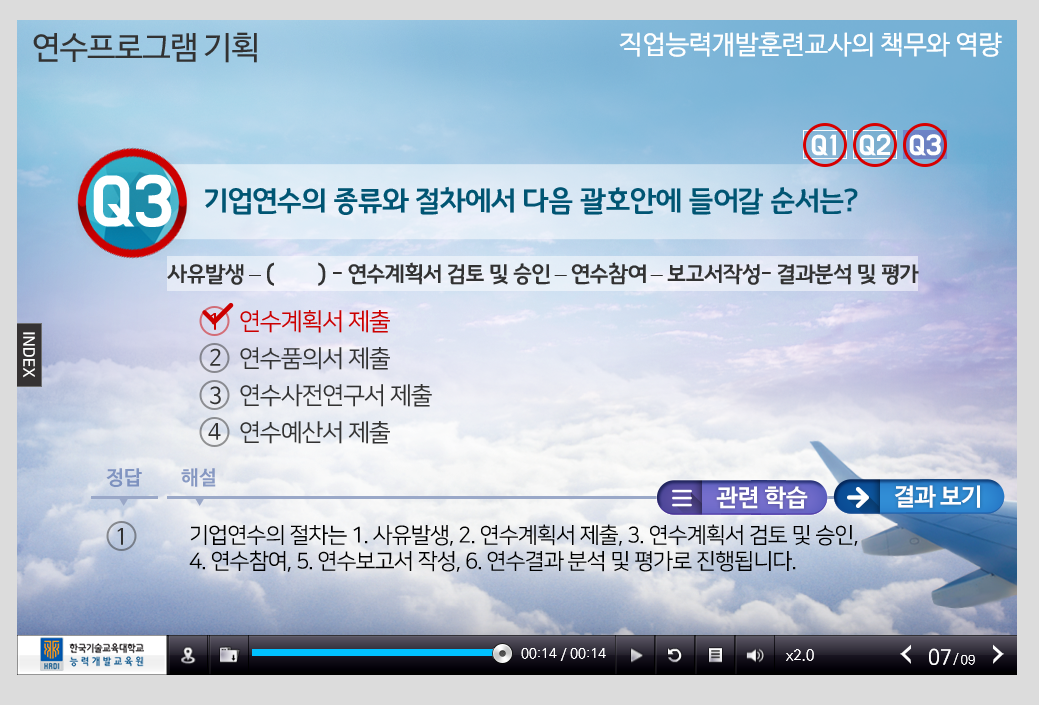 연수프로그램 기획
직업능력개발훈련교사의 책무와 역량
Q1 Q2 Q3
Q3 기업연수의 종류와 절차에서 다음 괄호안에 들어갈 순서는?
사유발생 – (      ) – 연수계획서 검토 및 승인 – 연수참여 – 보고서작성– 결과분석 및 평가
① 연수계획서 제출
② 연수품의서 제출
③ 연수사전연구서 제출
④ 연수예산서 제출
INDEX
정답 해설
관련 학습 결과 보기
① 기업연수의 절차는 1. 사유발생, 2. 연수계획서 제출, 3. 연수계획서 검토 및 승인,
4. 연수참여, 5. 연수보고서 작성, 6. 연수결과 분석 및 평가로 진행됩니다.
HRDI 한국기술교육대학교
능력개발교육원
00:14 / 00:14 x2.0 07/09